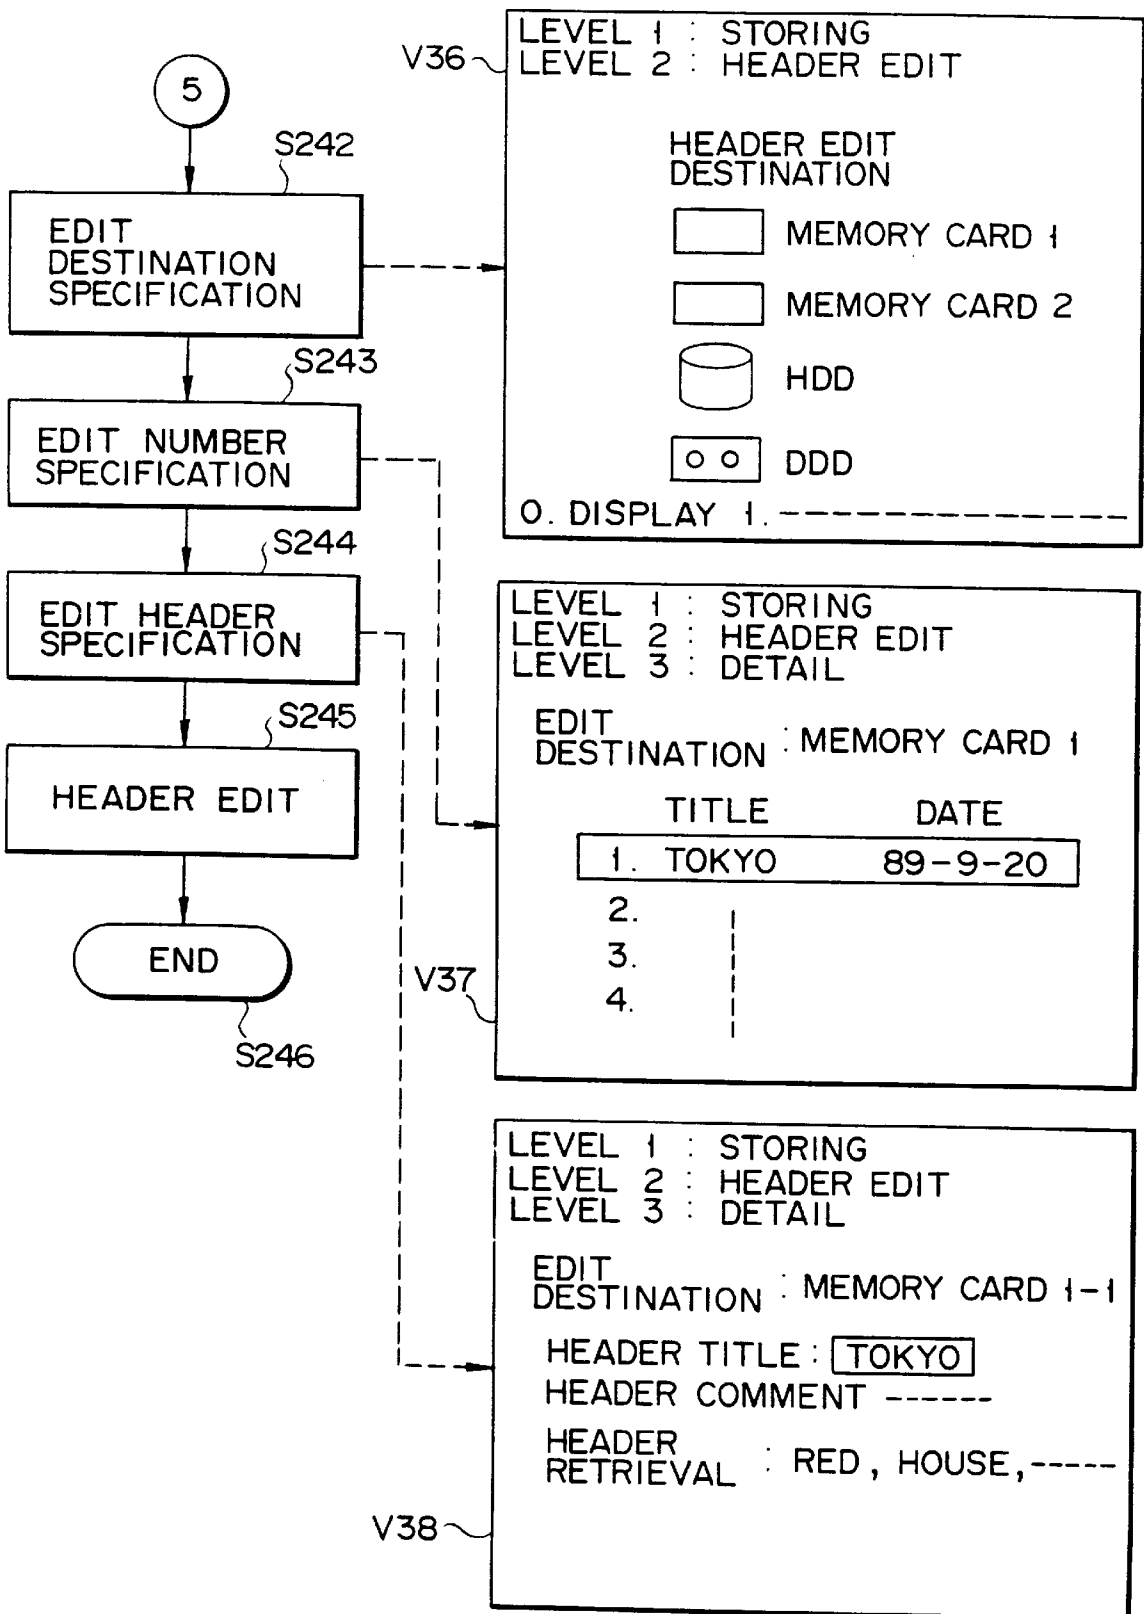 5
S242
EDIT
DESTINATION
SPECIFICATION
S243
EDIT NUMBER
SPECIFICATION
S244
EDIT HEADER
SPECIFICATION
S245
HEADER EDIT
END
S246
V36
LEVEL 1 : STORING
LEVEL 2 : HEADER EDIT
HEADER EDIT
DESTINATION
MEMORY CARD 1
MEMORY CARD 2
HDD
DDD
0. DISPLAY 1. ---------------
V37
LEVEL 1 : STORING
LEVEL 2 : HEADER EDIT
LEVEL 3 : DETAIL
EDIT
DESTINATION : MEMORY CARD 1
TITLE DATE
1. TOKYO 89-9-20
2.
3.
4.
V38
LEVEL 1 : STORING
LEVEL 2 : HEADER EDIT
LEVEL 3 : DETAIL
EDIT
DESTINATION : MEMORY CARD 1-1
HEADER TITLE : TOKYO
HEADER COMMENT ------
HEADER
RETRIEVAL : RED, HOUSE, -----